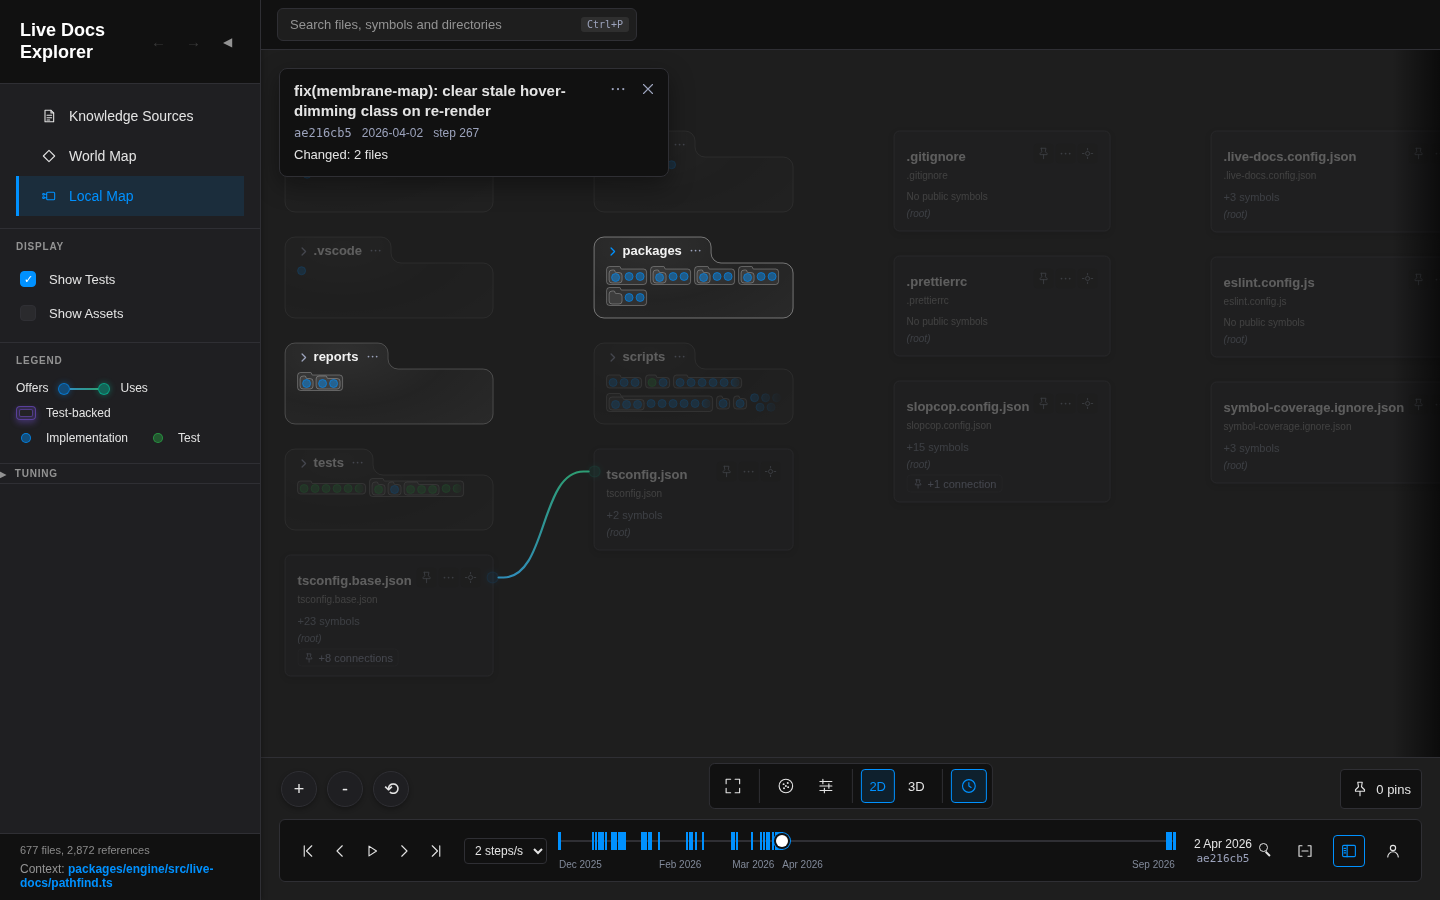 Live Docs
Explorer
Search files, symbols and directories
Ctrl+P
Knowledge Sources
World Map
Local Map
DISPLAY
Show Tests
Show Assets
LEGEND
Offers
Uses
Test-backed
Implementation
Test
TUNING
677 files, 2,872 references
Context: packages/engine/src/live-
docs/pathfind.ts
fix(membrane-map): clear stale hover-
dimming class on re-render
ae216cb5 2026-04-02 step 267
Changed: 2 files
.vscode
packages
reports
scripts
tests
tsconfig.json
tsconfig.json
+2 symbols
(root)
tsconfig.base.json
tsconfig.base.json
+23 symbols
(root)
+8 connections
.gitignore
.gitignore
No public symbols
(root)
.prettierrc
.prettierrc
No public symbols
(root)
slopcop.config.json
slopcop.config.json
+15 symbols
(root)
+1 connection
.live-docs.config.json
.live-docs.config.json
+3 symbols
(root)
eslint.config.js
eslint.config.js
No public symbols
(root)
symbol-coverage.ignore.json
symbol-coverage.ignore.json
+3 symbols
(root)
+
-
2D
3D
0 pins
2 steps/s
Dec 2025
Feb 2026
Mar 2026
Apr 2026
Sep 2026
2 Apr 2026
ae216cb5